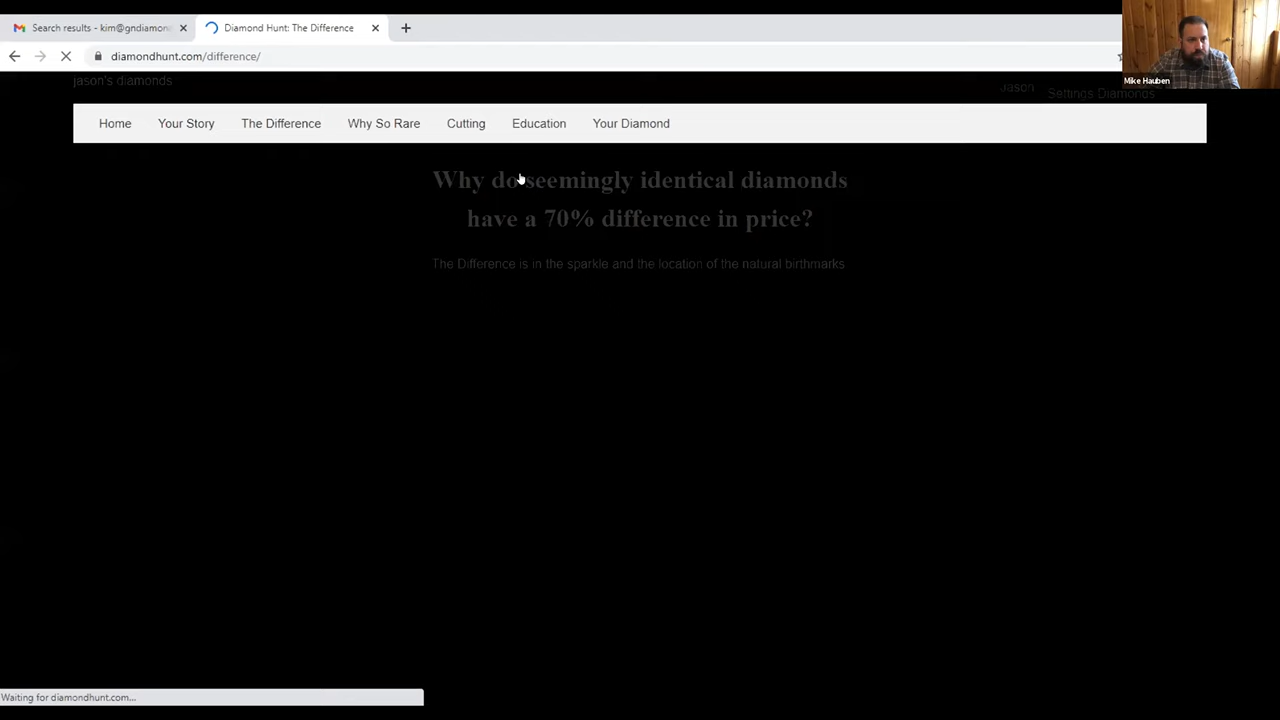 Search results - kim@gndiamond
Diamond Hunt: The Difference
diamondhunt.com/difference/
Mike Hauben
jason's diamonds
Jason
Settings Diamonds
Home Your Story The Difference Why So Rare Cutting Education Your Diamond
Why do seemingly identical diamonds
have a 70% difference in price?
The Difference is in the sparkle and the location of the natural birthmarks
Waiting for diamondhunt.com...